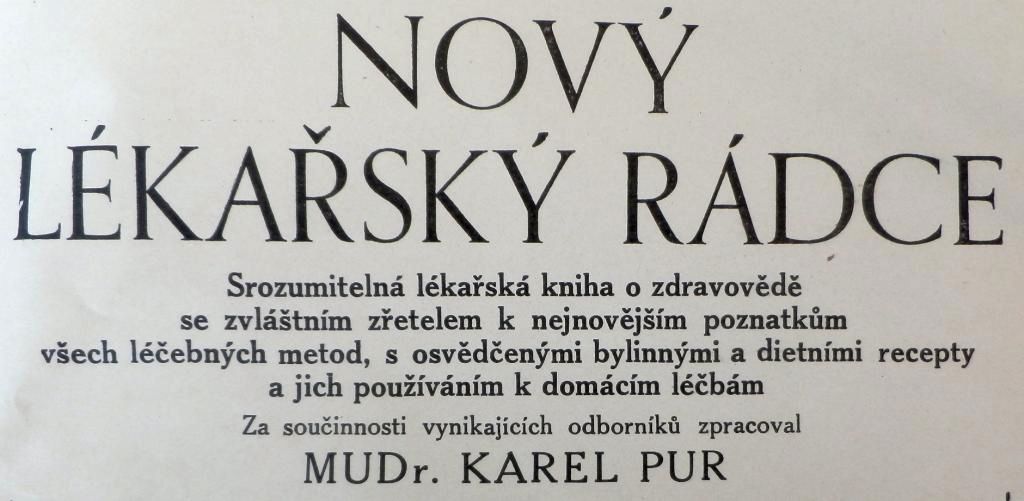 NOVÝ
LÉKAŘSKÝ RÁDCE
Srozumitelná lékařská kniha o zdravovědě
se zvláštním zřetelem k nejnovějším poznatkům
všech léčebných metod, s osvědčenými bylinnými a dietními recepty
a jich používáním k domácím léčbám
Za součinnosti vynikajících odborníků zpracoval
MUDr. KAREL PUR